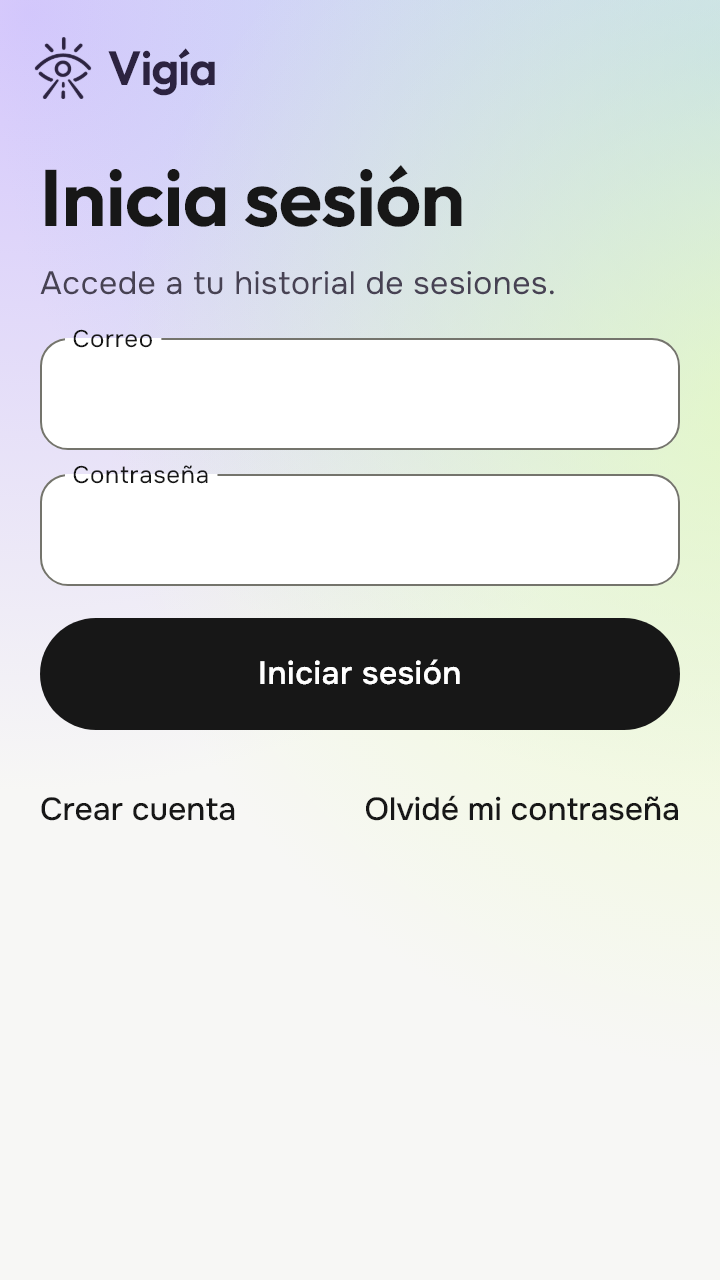 Vigía
Inicia sesión
Accede a tu historial de sesiones.
Correo
Contraseña
Iniciar sesión
Crear cuenta
Olvidé mi contraseña